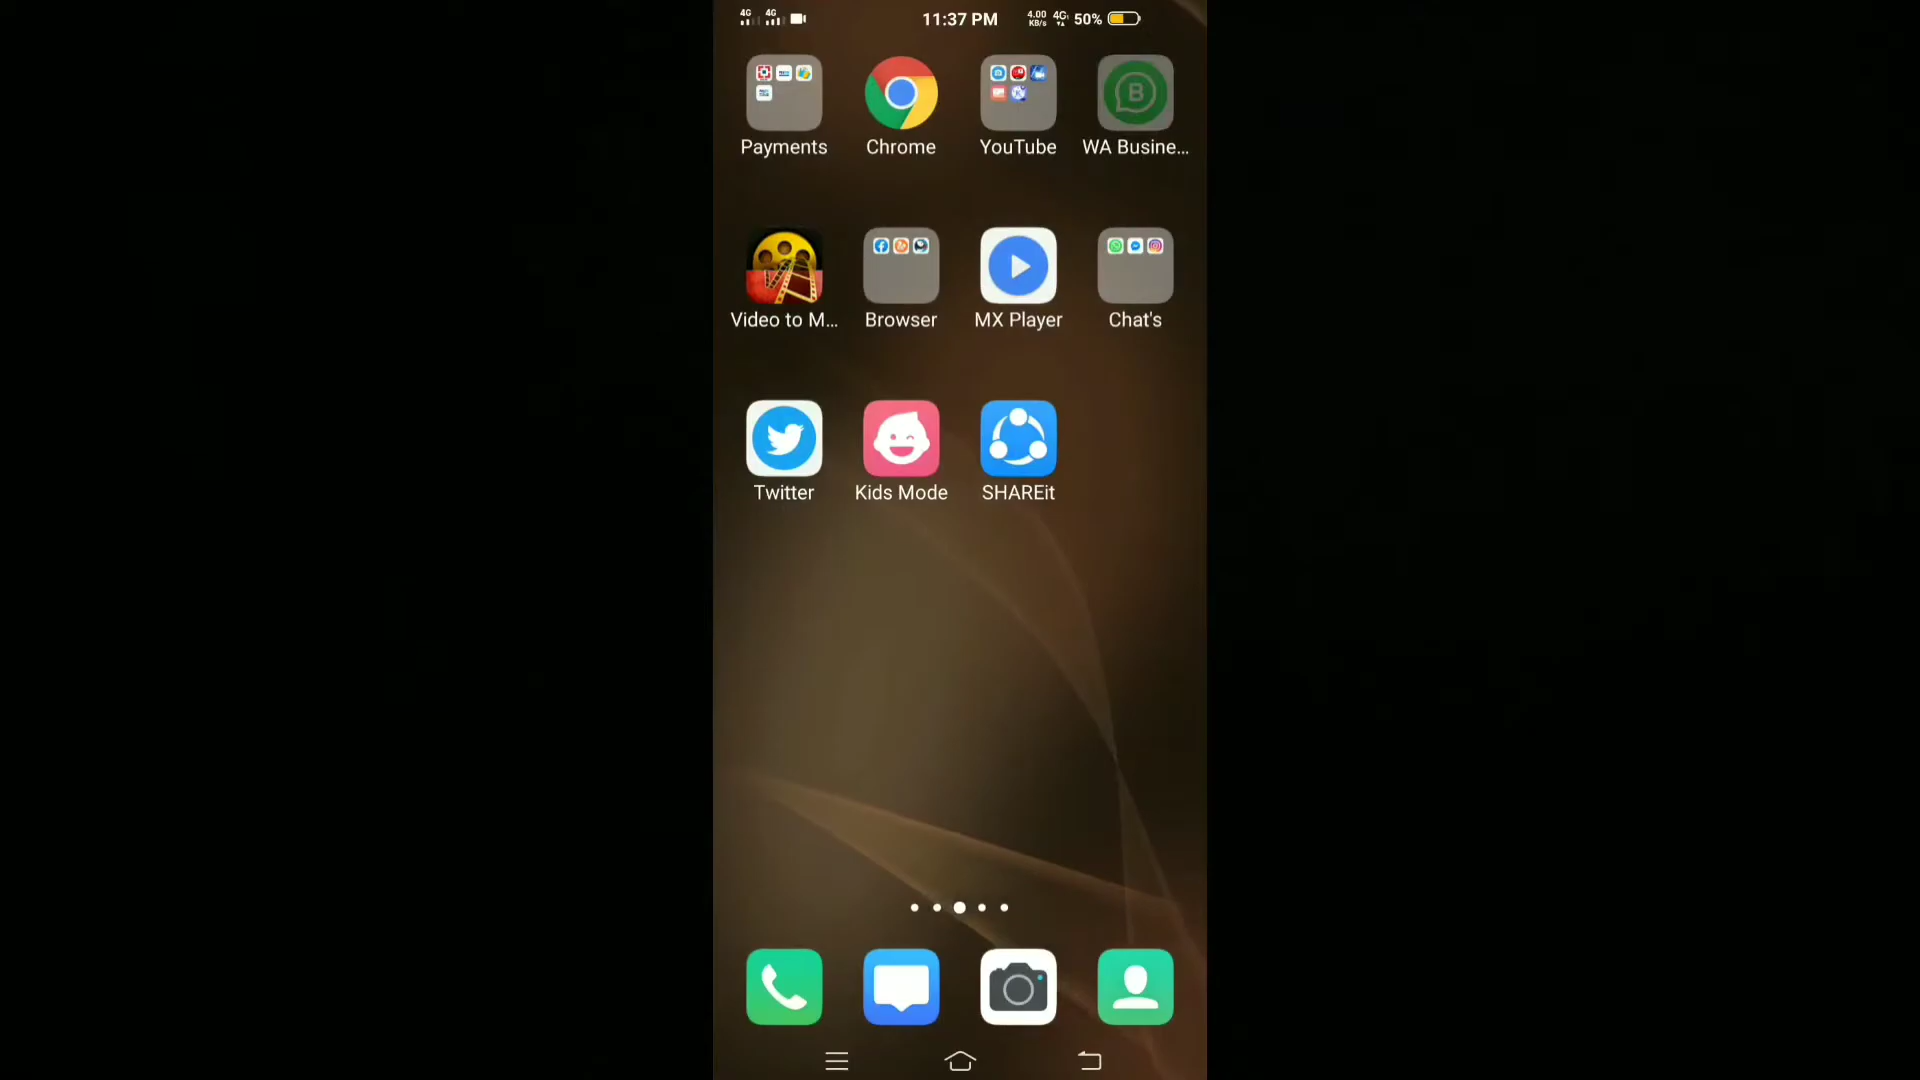 4G 4G 11:37 PM 4.00 KB/s 4G 50%
Payments Chrome YouTube WA Busine...
Video to M... Browser MX Player Chat's
Twitter Kids Mode SHAREit